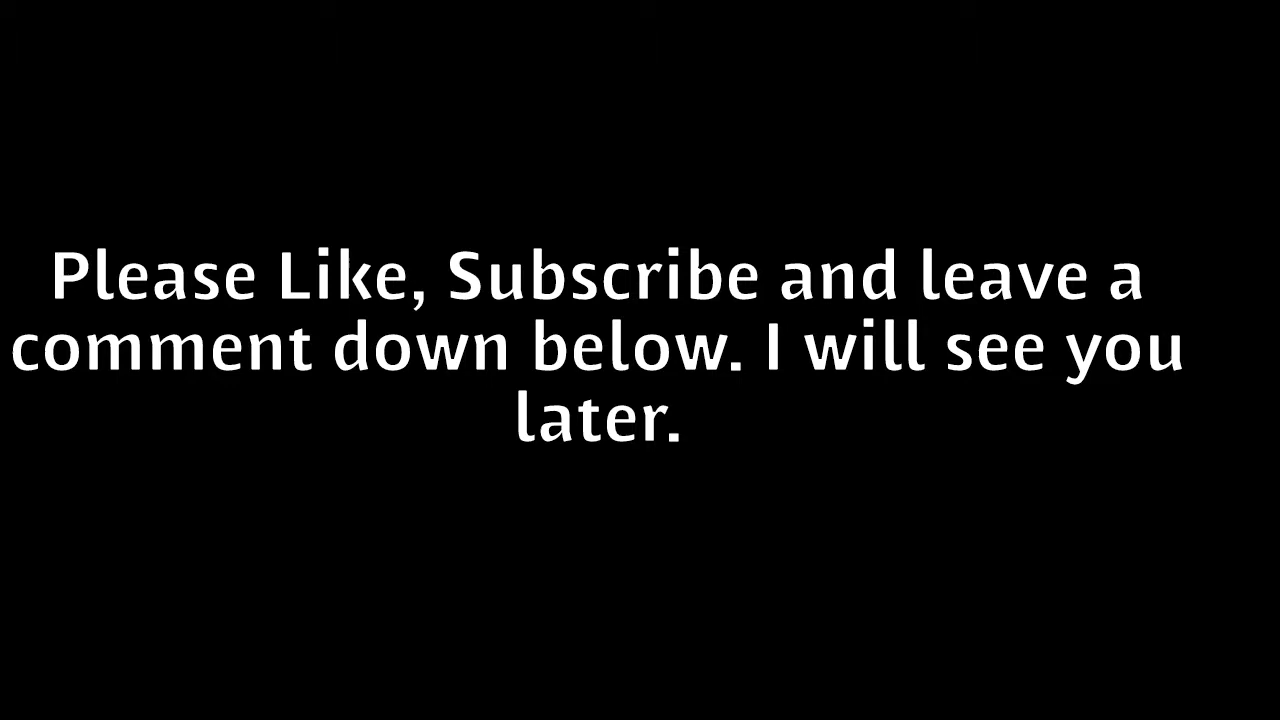 Please Like, Subscribe and leave a
comment down below. I will see you
later.